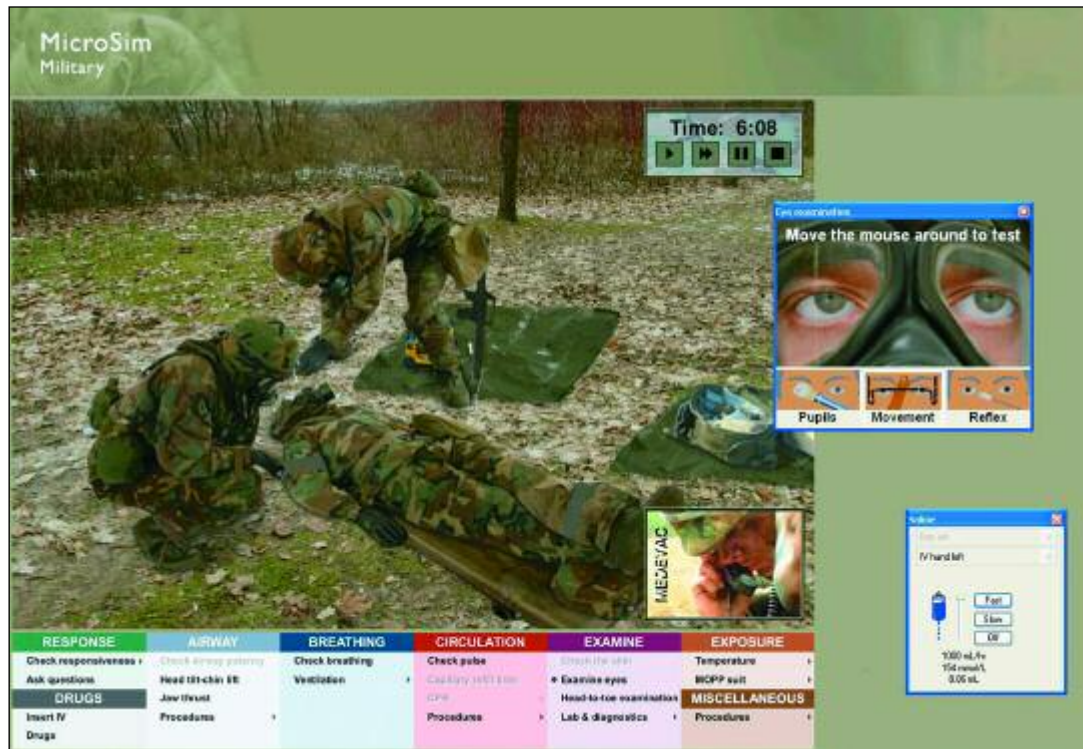 MicroSim
Military
Time: 6:08
Eye examination
Move the mouse around to test
Pupils
Movement
Reflex
MEDEVAC
IV hand left
Fast
Slow
Off
154 mmol/L
RESPONSE
Check responsiveness
Ask questions
DRUGS
Insert IV
Drugs
AIRWAY
Check airway patency
Head tilt-chin lift
Jaw thrust
Procedures
BREATHING
Check breathing
Ventilation
CIRCULATION
Check pulse
Capillary refill time
CPR
Procedures
EXAMINE
Check the skin
Examine eyes
Head-to-toe examination
Lab & diagnostics
EXPOSURE
Temperature
MOPP suit
MISCELLANEOUS
Procedures